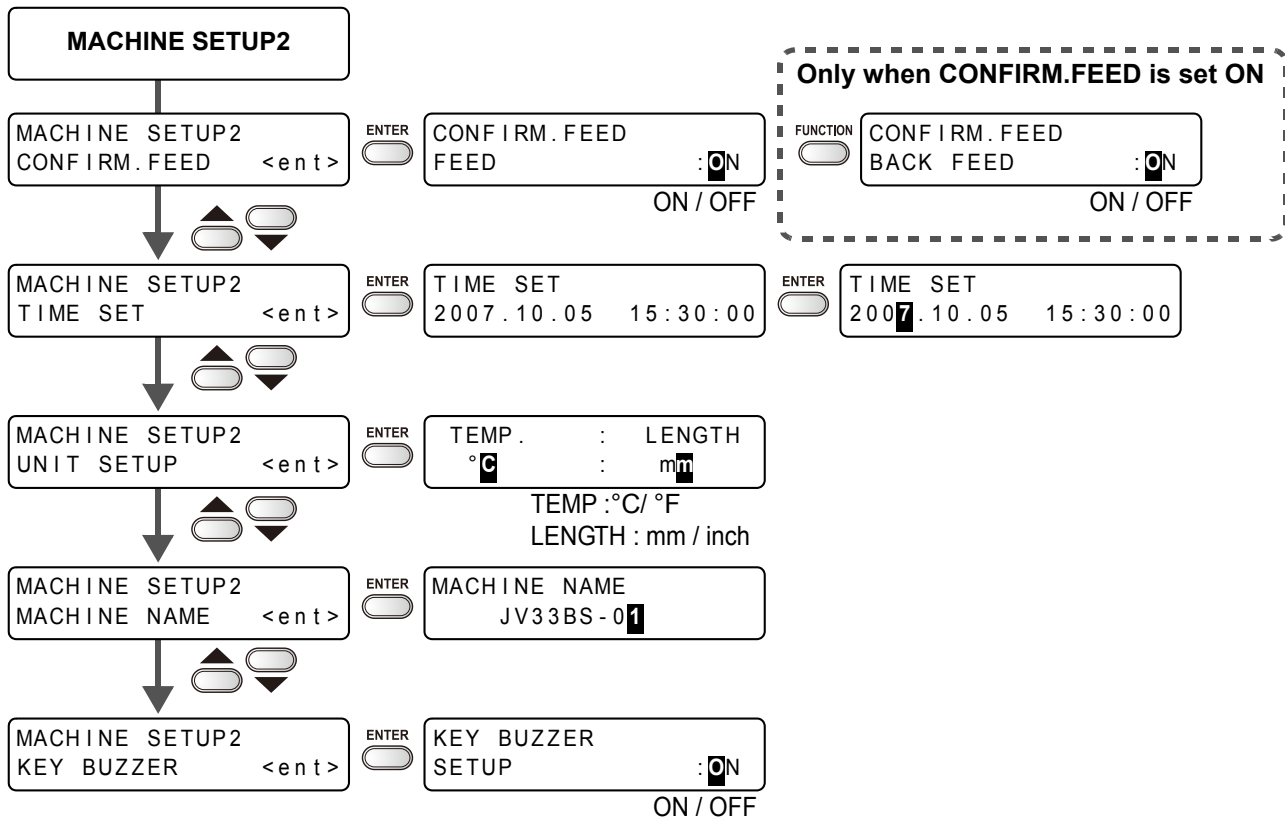 MACHINE SETUP2
Only when CONFIRM.FEED is set ON
MACHINE SETUP2
CONFIRM.FEED <ent>
ENTER
CONFIRM.FEED
FEED :ON
ON / OFF
FUNCTION
CONFIRM.FEED
BACK FEED :ON
ON / OFF
MACHINE SETUP2
TIME SET <ent>
ENTER
TIME SET
2007.10.05 15:30:00
ENTER
TIME SET
2007.10.05 15:30:00
MACHINE SETUP2
UNIT SETUP <ent>
ENTER
TEMP. : LENGTH
°C : mm
TEMP :°C/ °F
LENGTH : mm / inch
MACHINE SETUP2
MACHINE NAME <ent>
ENTER
MACHINE NAME
JV33BS-01
MACHINE SETUP2
KEY BUZZER <ent>
ENTER
KEY BUZZER
SETUP :ON
ON / OFF